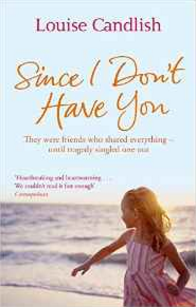 Louise Candlish
Since I Don't
Have You
They were friends who shared everything –
until tragedy singled one out
'Heartbreaking and heartwarming . . .
We couldn't read it fast enough'
Cosmopolitan